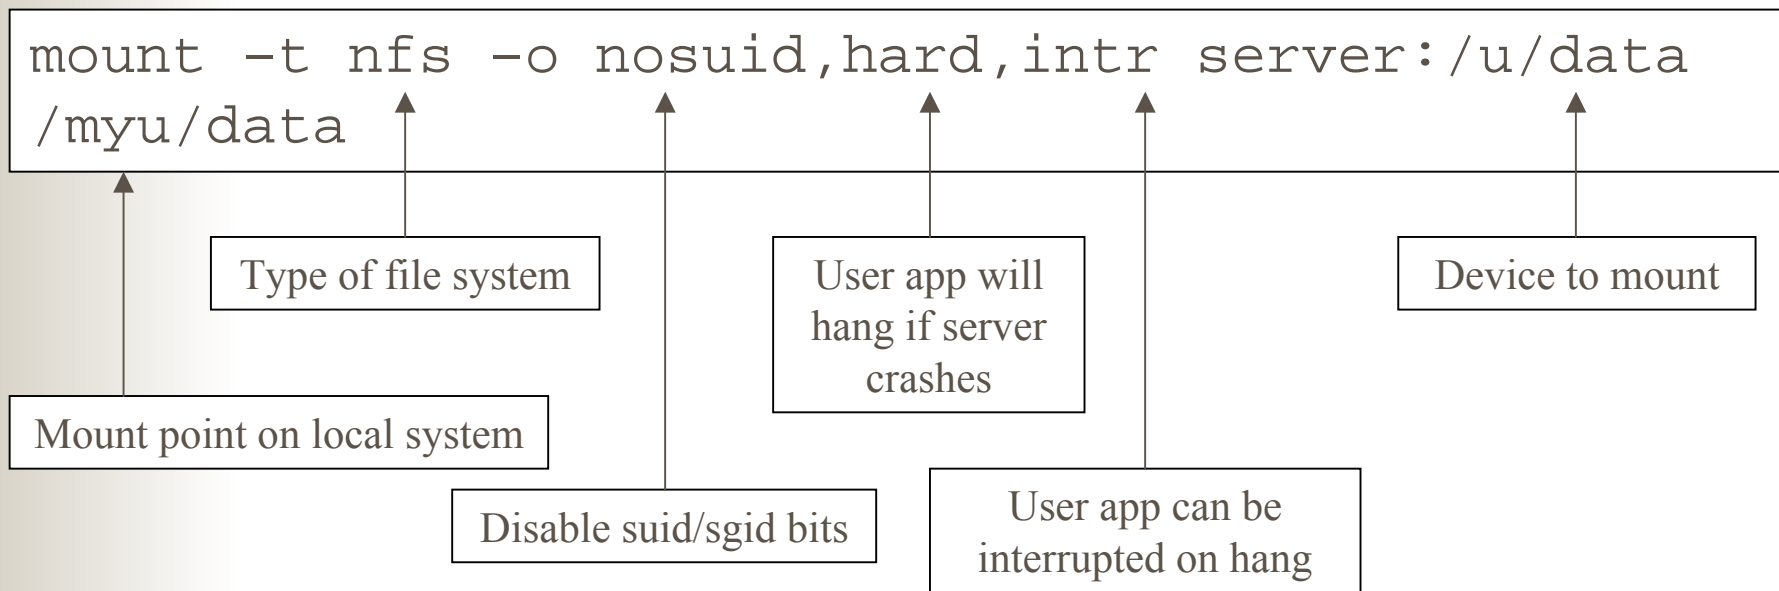 mount –t nfs –o nosuid,hard,intr server:/u/data
/myu/data
Type of file system
User app will
hang if server
crashes
Device to mount
Mount point on local system
Disable suid/sgid bits
User app can be
interrupted on hang